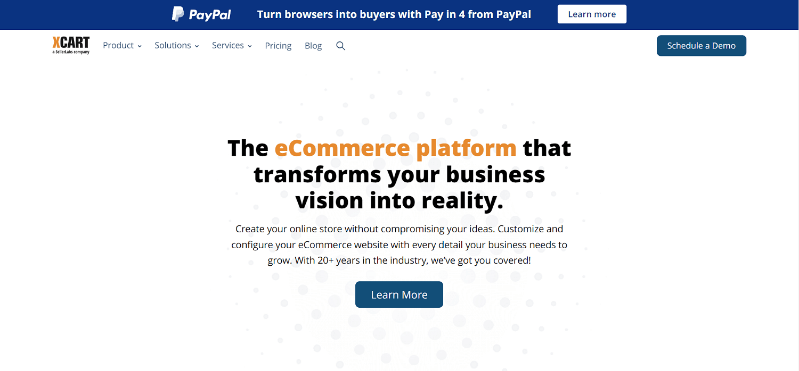 PayPal Turn browsers into buyers with Pay in 4 from PayPal Learn more
XCART
a SellerLabs company
Product Solutions Services Pricing Blog Schedule a Demo
The eCommerce platform that
transforms your business
vision into reality.
Create your online store without compromising your ideas. Customize and
configure your eCommerce website with every detail your business needs to
grow. With 20+ years in the industry, we've got you covered!
Learn More